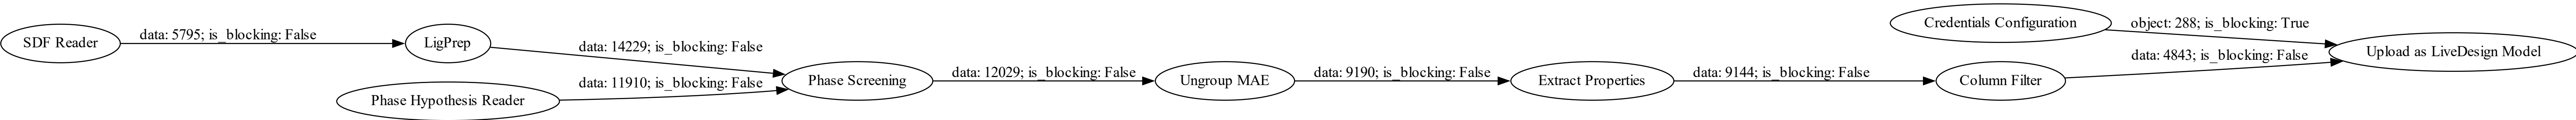 SDF Reader
data: 5795; is_blocking: False
LigPrep
data: 14229; is_blocking: False
Phase Hypothesis Reader
data: 11910; is_blocking: False
Phase Screening
data: 12029; is_blocking: False
Ungroup MAE
data: 9190; is_blocking: False
Extract Properties
data: 9144; is_blocking: False
Credentials Configuration
object: 288; is_blocking: True
Column Filter
data: 4843; is_blocking: False
Upload as LiveDesign Model